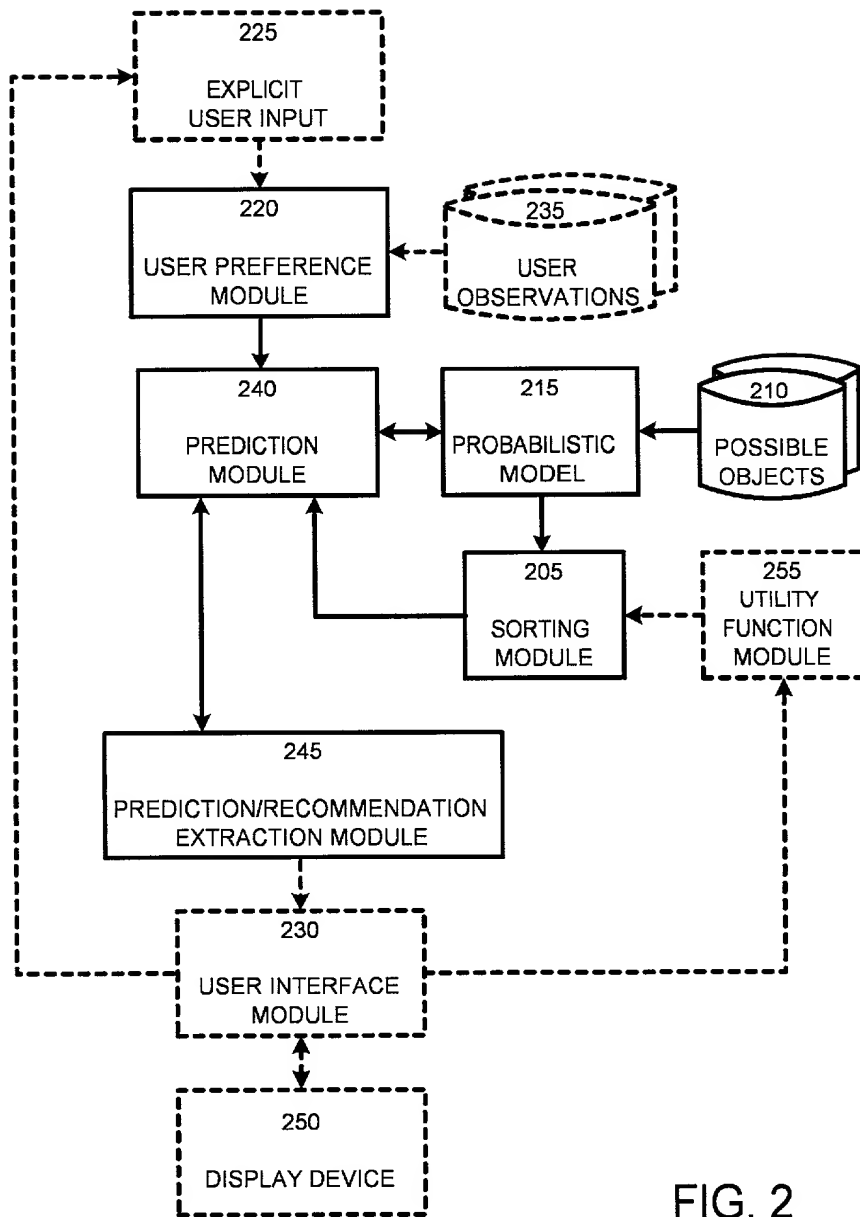 225
EXPLICIT
USER INPUT
220
USER PREFERENCE
MODULE
235
USER
OBSERVATIONS
240
PREDICTION
MODULE
215
PROBABILISTIC
MODEL
210
POSSIBLE
OBJECTS
205
SORTING
MODULE
255
UTILITY
FUNCTION
MODULE
245
PREDICTION/RECOMMENDATION
EXTRACTION MODULE
230
USER INTERFACE
MODULE
250
DISPLAY DEVICE
FIG. 2